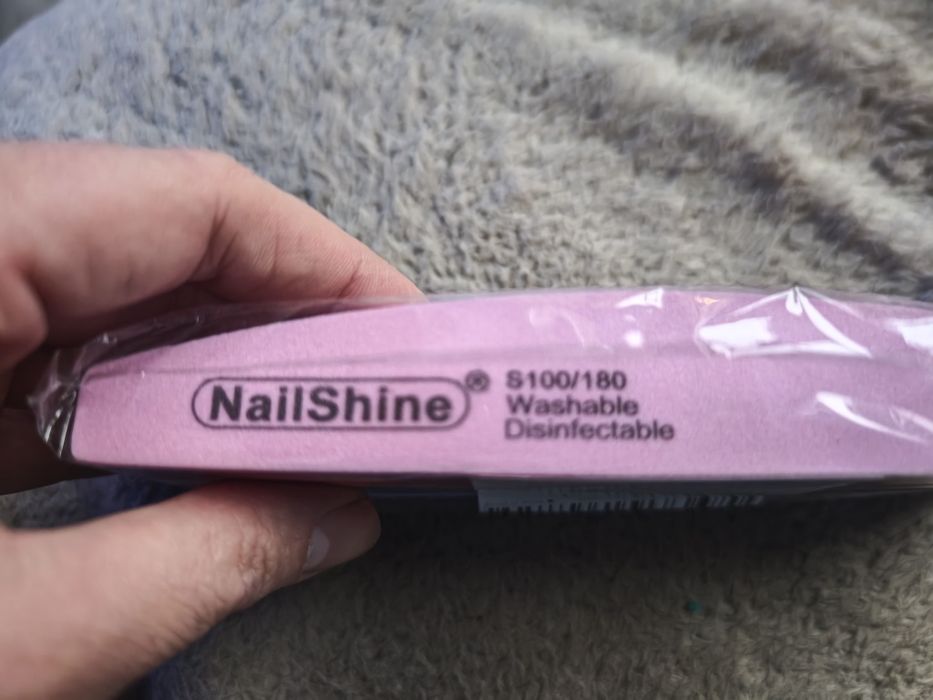 NailShine®
S100/180
Washable
Disinfectable